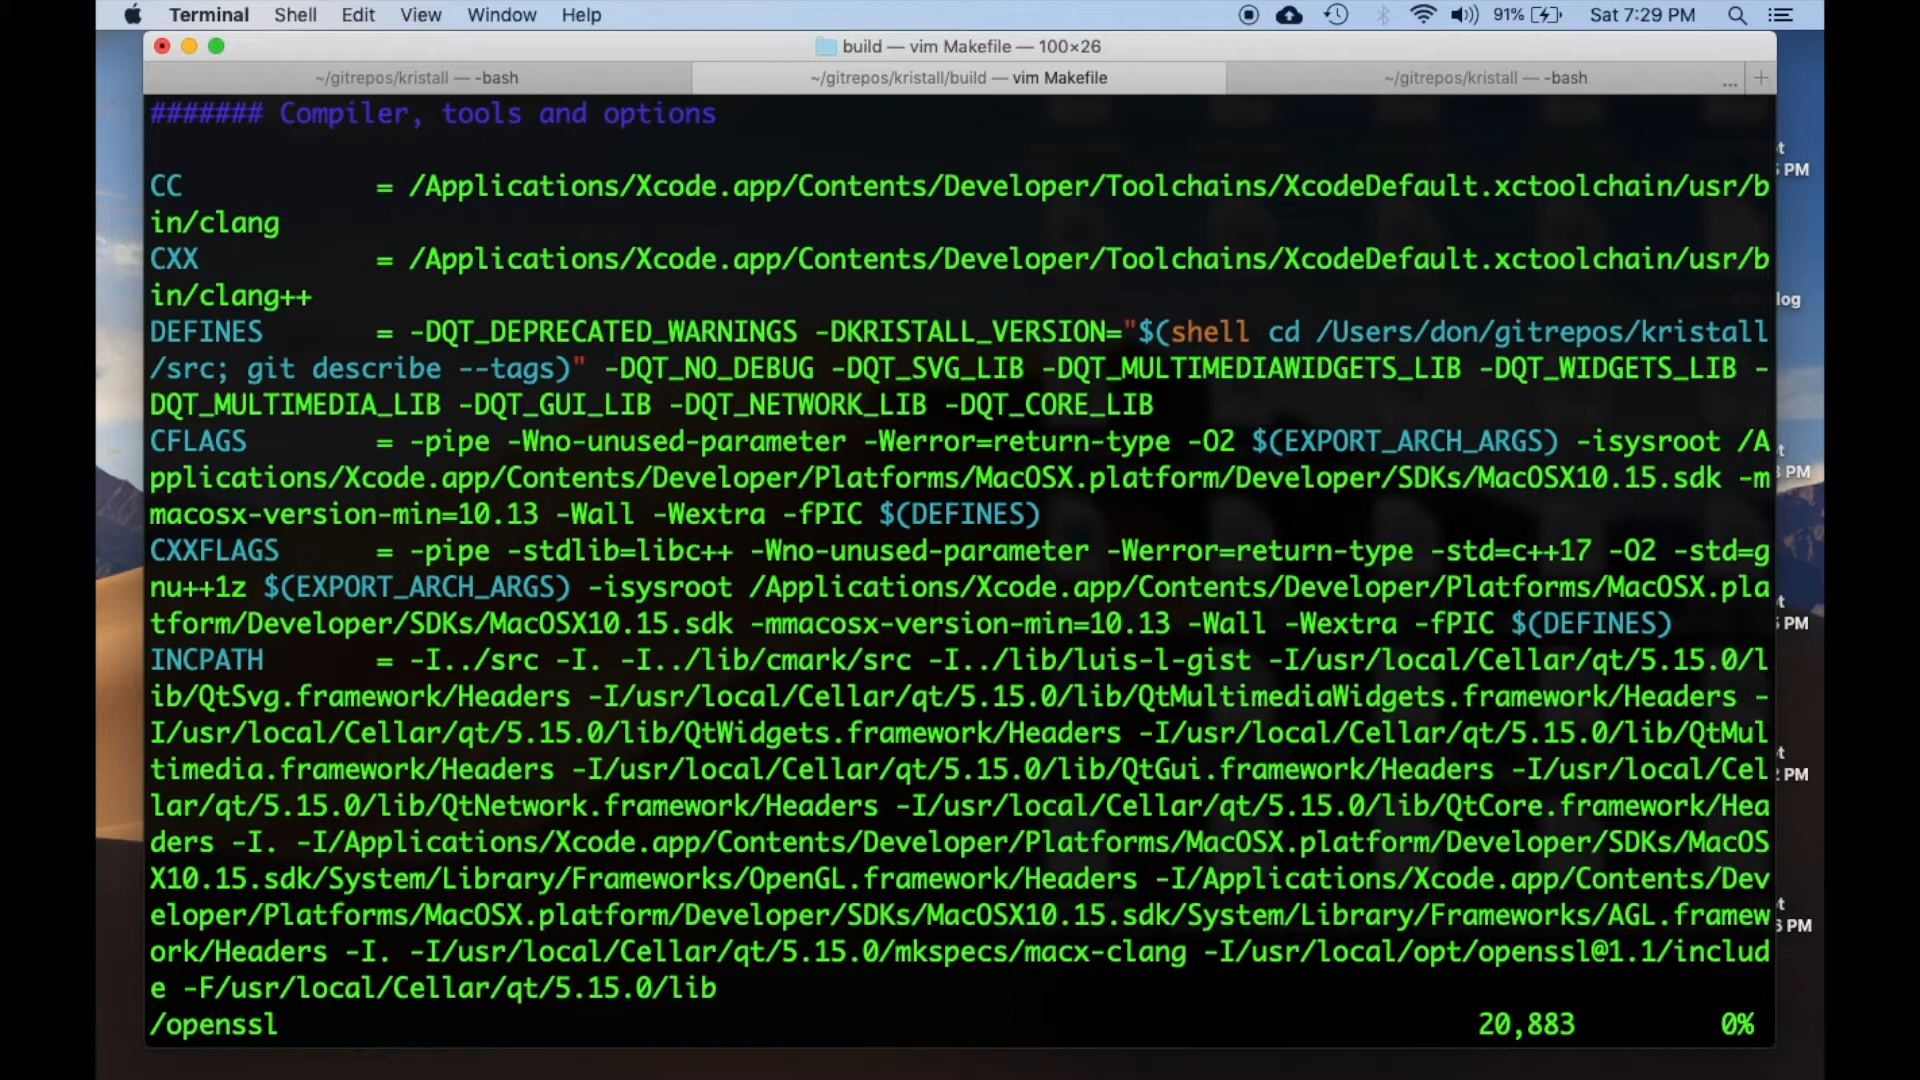 Terminal Shell Edit View Window Help 91% Sat 7:29 PM
build — vim Makefile — 100×26
~/gitrepos/kristall — -bash ~/gitrepos/kristall/build — vim Makefile ~/gitrepos/kristall — -bash ... +
####### Compiler, tools and options
CC = /Applications/Xcode.app/Contents/Developer/Toolchains/XcodeDefault.xctoolchain/usr/b
in/clang
CXX = /Applications/Xcode.app/Contents/Developer/Toolchains/XcodeDefault.xctoolchain/usr/b
in/clang++
DEFINES = -DQT_DEPRECATED_WARNINGS -DKRISTALL_VERSION="$(shell cd /Users/don/gitrepos/kristall
/src; git describe --tags)" -DQT_NO_DEBUG -DQT_SVG_LIB -DQT_MULTIMEDIAWIDGETS_LIB -DQT_WIDGETS_LIB -
DQT_MULTIMEDIA_LIB -DQT_GUI_LIB -DQT_NETWORK_LIB -DQT_CORE_LIB
CFLAGS = -pipe -Wno-unused-parameter -Werror=return-type -O2 $(EXPORT_ARCH_ARGS) -isysroot /A
pplications/Xcode.app/Contents/Developer/Platforms/MacOSX.platform/Developer/SDKs/MacOSX10.15.sdk -m
macosx-version-min=10.13 -Wall -Wextra -fPIC $(DEFINES)
CXXFLAGS = -pipe -stdlib=libc++ -Wno-unused-parameter -Werror=return-type -std=c++17 -O2 -std=g
nu++1z $(EXPORT_ARCH_ARGS) -isysroot /Applications/Xcode.app/Contents/Developer/Platforms/MacOSX.pla
tform/Developer/SDKs/MacOSX10.15.sdk -mmacosx-version-min=10.13 -Wall -Wextra -fPIC $(DEFINES)
INCPATH = -I../src -I. -I../lib/cmark/src -I../lib/luis-l-gist -I/usr/local/Cellar/qt/5.15.0/l
ib/QtSvg.framework/Headers -I/usr/local/Cellar/qt/5.15.0/lib/QtMultimediaWidgets.framework/Headers -
I/usr/local/Cellar/qt/5.15.0/lib/QtWidgets.framework/Headers -I/usr/local/Cellar/qt/5.15.0/lib/QtMul
timedia.framework/Headers -I/usr/local/Cellar/qt/5.15.0/lib/QtGui.framework/Headers -I/usr/local/Cel
lar/qt/5.15.0/lib/QtNetwork.framework/Headers -I/usr/local/Cellar/qt/5.15.0/lib/QtCore.framework/Hea
ders -I. -I/Applications/Xcode.app/Contents/Developer/Platforms/MacOSX.platform/Developer/SDKs/MacOS
X10.15.sdk/System/Library/Frameworks/OpenGL.framework/Headers -I/Applications/Xcode.app/Contents/Dev
eloper/Platforms/MacOSX.platform/Developer/SDKs/MacOSX10.15.sdk/System/Library/Frameworks/AGL.framew
ork/Headers -I. -I/usr/local/Cellar/qt/5.15.0/mkspecs/macx-clang -I/usr/local/opt/openssl@1.1/includ
e -F/usr/local/Cellar/qt/5.15.0/lib
/openssl 20,883 0%